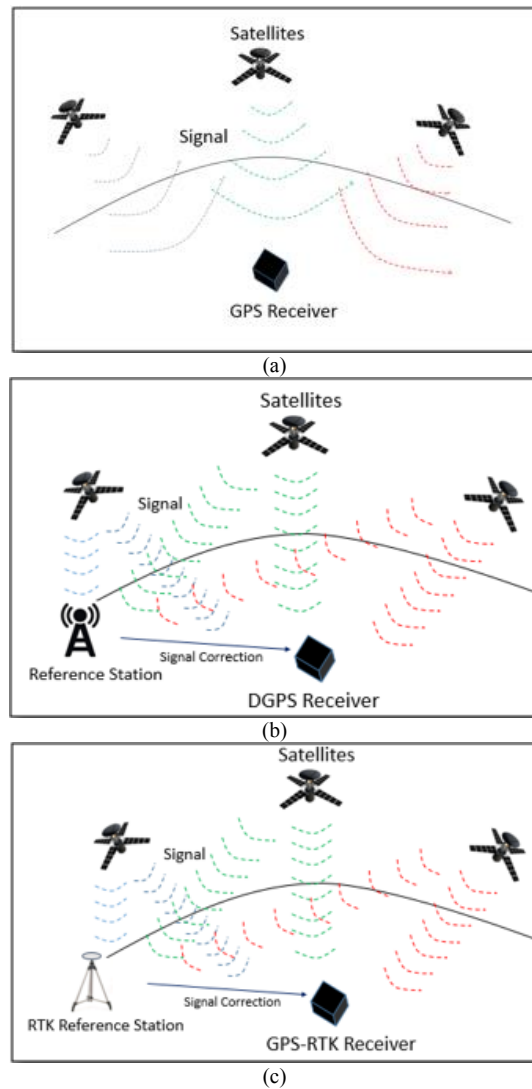 Satellites
Signal
GPS Receiver
(a)
Satellites
Signal
Signal Correction
Reference Station
DGPS Receiver
(b)
Satellites
Signal
Signal Correction
RTK Reference Station
GPS-RTK Receiver
(c)